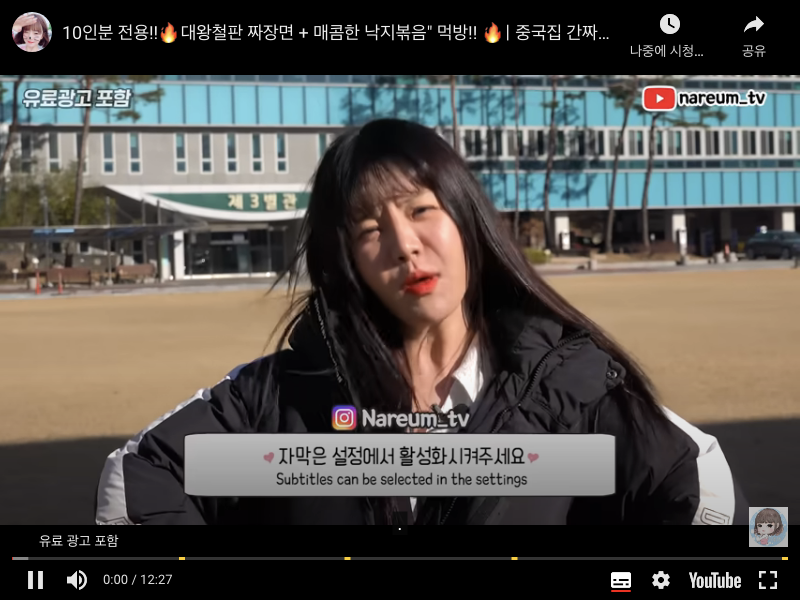 10인분 전용!!🔥대왕철판 짜장면 + 매콤한 낙지볶음" 먹방!! 🔥 | 중국집 간짜...
나중에 시청...
공유
유료광고 포함
nareum_tv
제3별관
Nareum_tv
자막은 설정에서 활성화시켜주세요
Subtitles can be selected in the settings
유료 광고 포함
0:00 / 12:27
YouTube